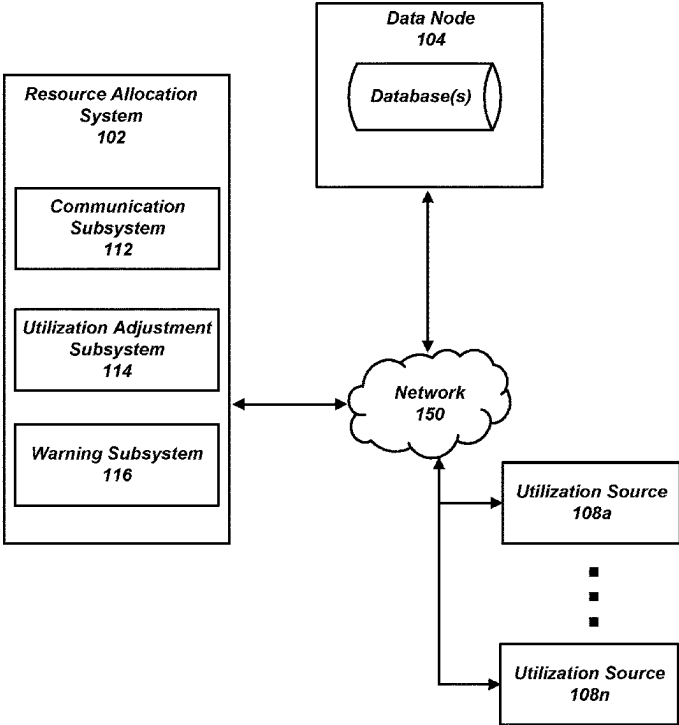 Data Node
104
Database(s)
Resource Allocation
System
102
Communication
Subsystem
112
Utilization Adjustment
Subsystem
114
Warning Subsystem
116
Network
150
Utilization Source
108a
Utilization Source
108n